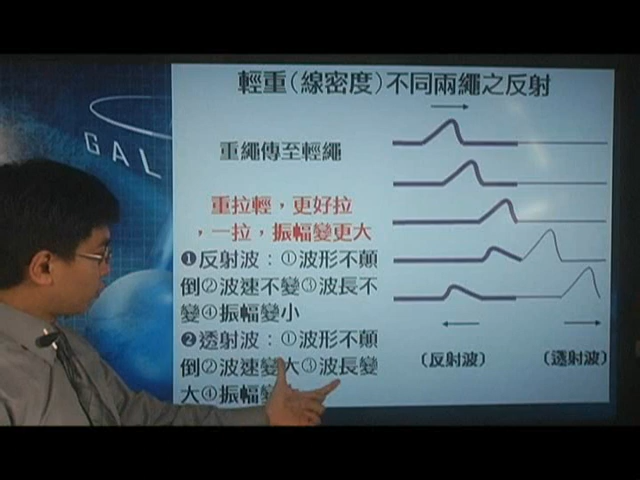 輕重(線密度)不同兩繩之反射
GAL
重繩傳至輕繩
重拉輕，更好拉
，一拉，振幅變更大
❶反射波：①波形不顛
倒②波速不變③波長不
變④振幅變小
❷透射波：①波形不顛
倒②波速變大③波長變
大④振幅變
(反射波)
(透射波)